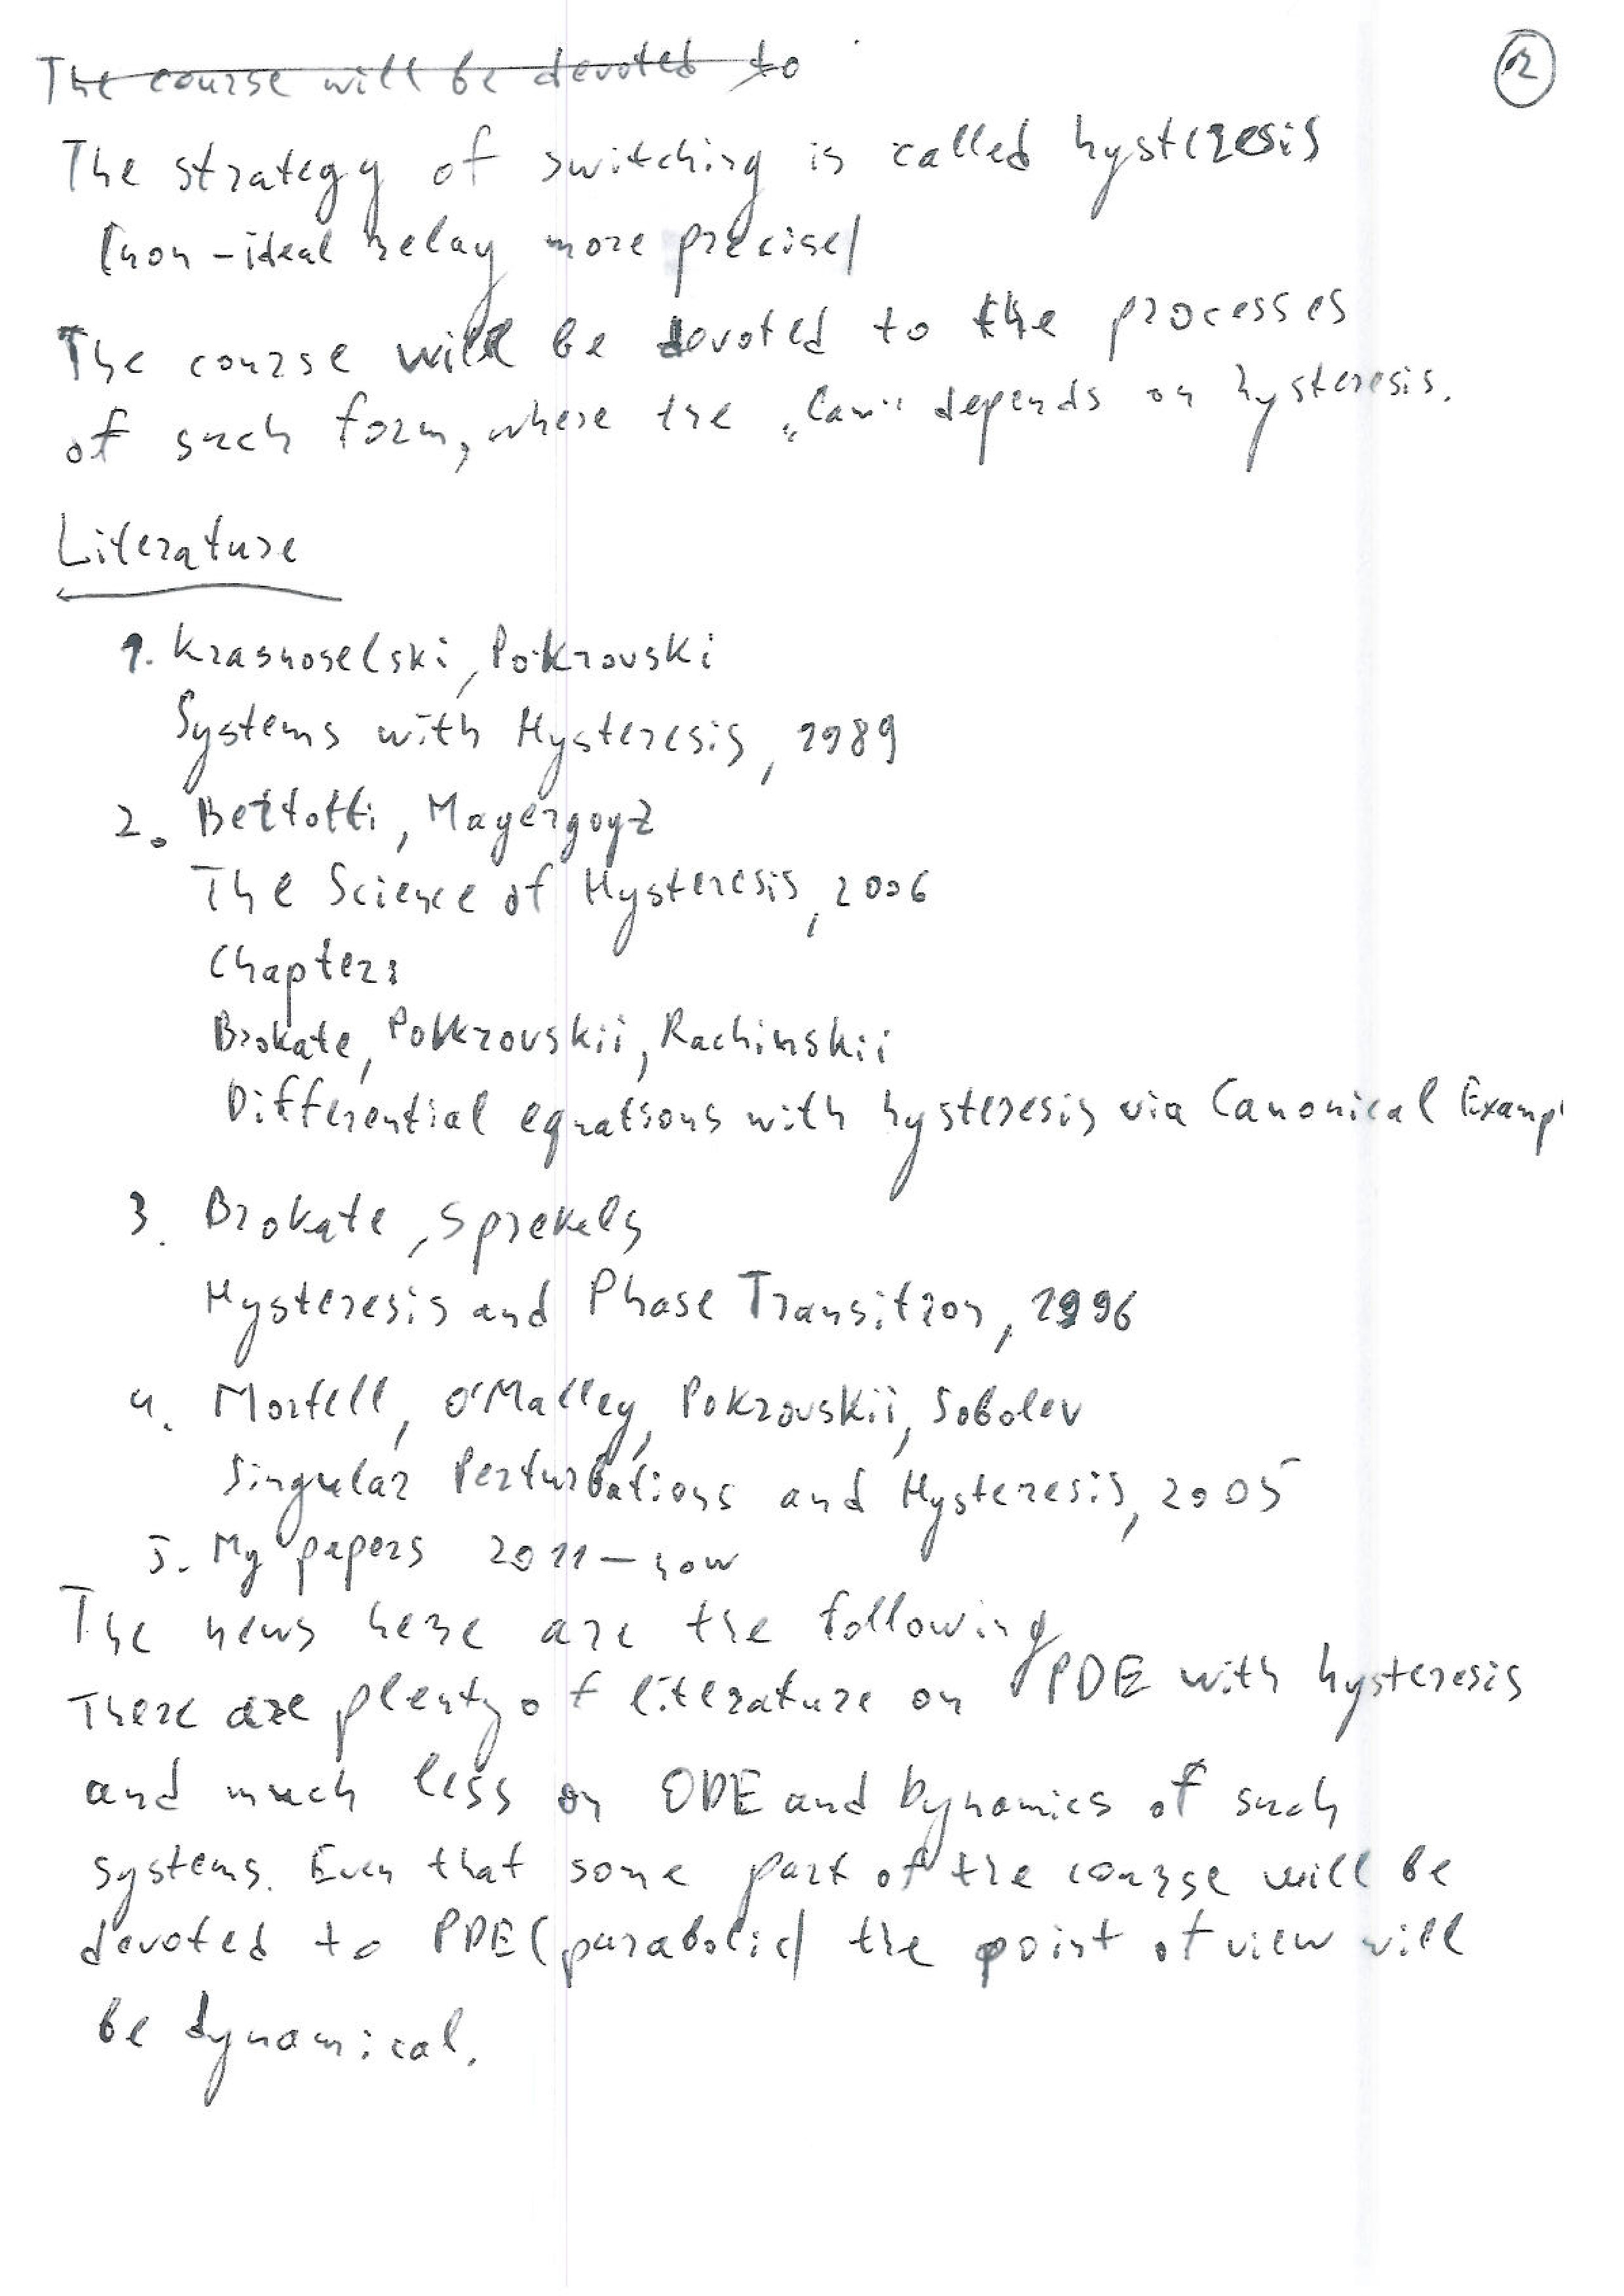 The course will be devoted to
2
The strategy of switching is called hysteresis
(non-ideal relay more precise)
The course will be devoted to the processes
of such form, where the „law" depends on hysteresis.
Literature
1. Krasnoselski, Pokrovski
Systems with Hysteresis, 1989
2. Bertotti, Mayergoyz
The Science of Hysteresis, 2006
Chapter:
Brokate, Pokrovskii, Rachinskii
Differential equations with hysteresis via Canonical Exampl
3. Brokate, Sprekels
Hysteresis and Phase Transition, 1996
4. Mortell, O'Malley, Pokrovskii, Sobolev
Singular Perturbations and Hysteresis, 2005
5. My papers 2011 – now
The news here are the following
There are plenty of literature on PDE with hysteresis
and much less on ODE and Dynamics of such
systems. Even that some part of the course will be
devoted to PDE (parabolic) the point of view will
be dynamical.